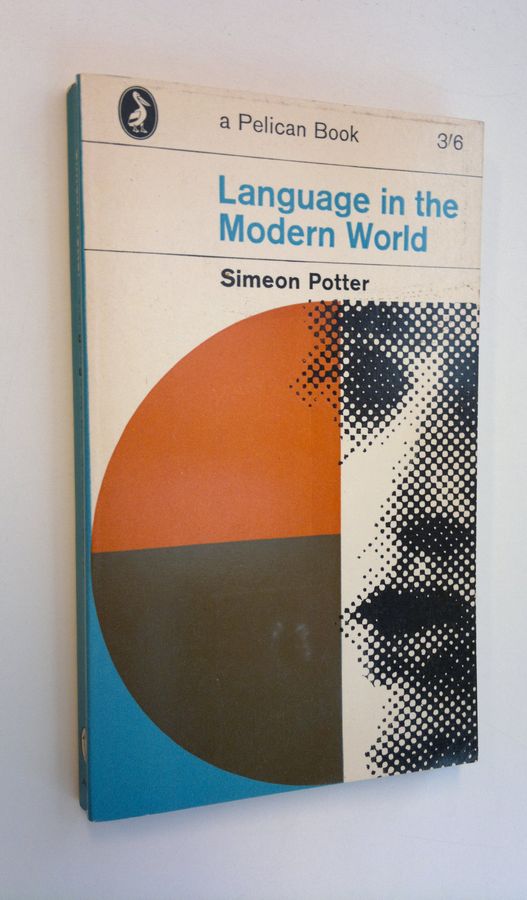 a Pelican Book
3/6
Language in the
Modern World
Simeon Potter